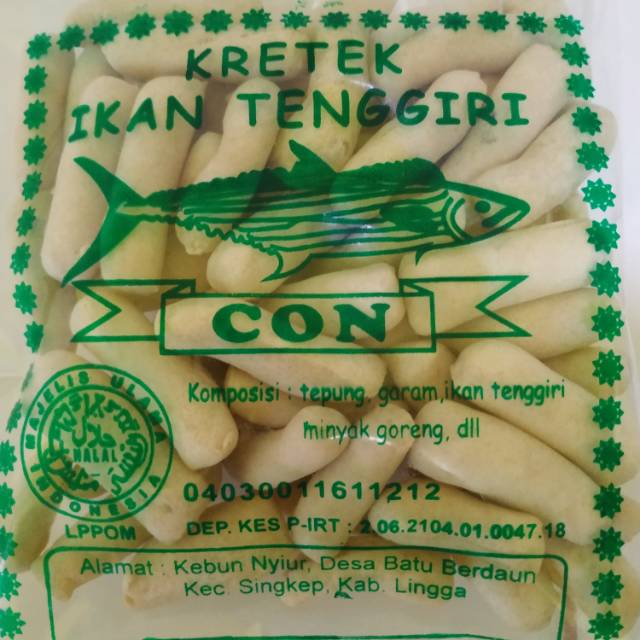 KRETEK
IKAN TENGGIRI
CON
Komposisi : tepung, garam,ikan tenggiri
minyak goreng, dll
MAJELIS ULAMA
INDONESIA
حلال
HALAL
04030011611212
LPPOM
DEP. KES P-IRT : 2.06.2104.01.0047.18
Alamat : Kebun Nyiur, Desa Batu Berdaun
Kec. Singkep, Kab. Lingga